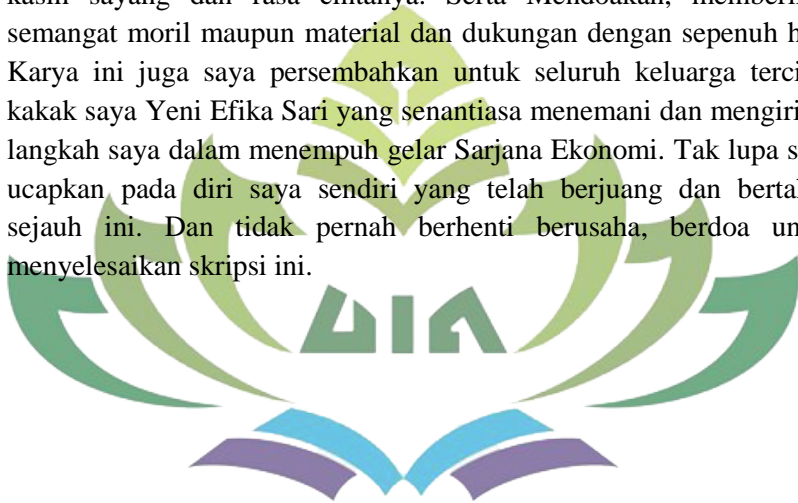 kasih sayang dan rasa cintanya. Serta Mendoakan, memberi
semangat moril maupun material dan dukungan dengan sepenuh h
Karya ini juga saya persembahkan untuk seluruh keluarga terci
kakak saya Yeni Efika Sari yang senantiasa menemani dan mengiri
langkah saya dalam menempuh gelar Sarjana Ekonomi. Tak lupa s
ucapkan pada diri saya sendiri yang telah berjuang dan berta
sejauh ini. Dan tidak pernah berhenti berusaha, berdoa un
menyelesaikan skripsi ini.
UIN